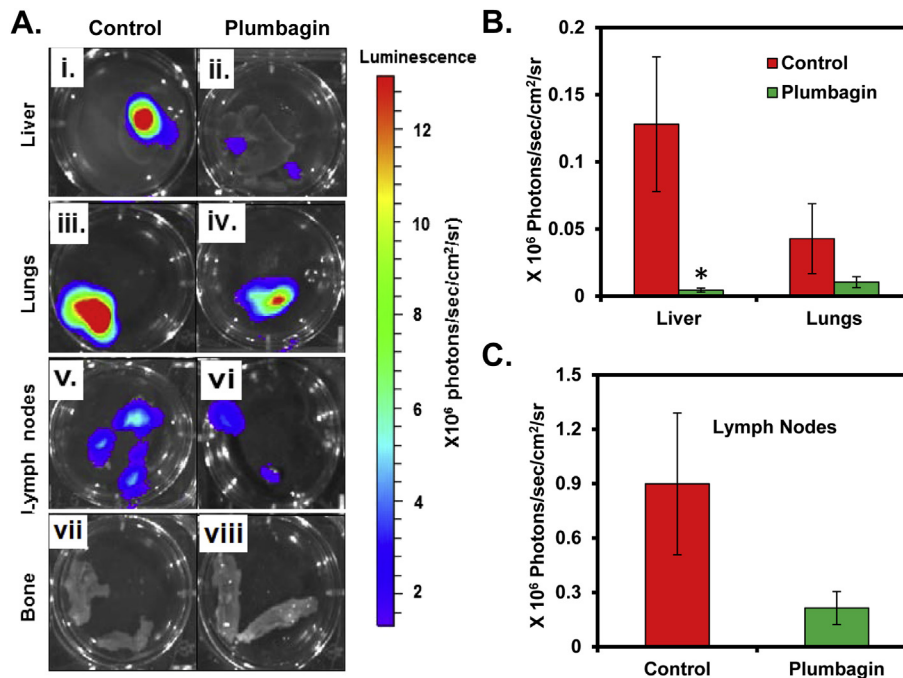 A.
Control
Plumbagin
Luminescence
i.
ii.
Liver
iii.
iv.
Lungs
v.
vi
Lymph nodes
vii
viii
Bone
12
10
8
6
4
2
X10⁶ photons/sec/cm²/sr)
B.
X 10⁶ Photons/sec/cm²/sr
0.2
0.15
0.1
0.05
0
Control
Plumbagin
*
Liver
Lungs
C.
X 10⁶ Photons/sec/cm²/sr
1.5
1.2
0.9
0.6
0.3
0
Lymph Nodes
Control
Plumbagin